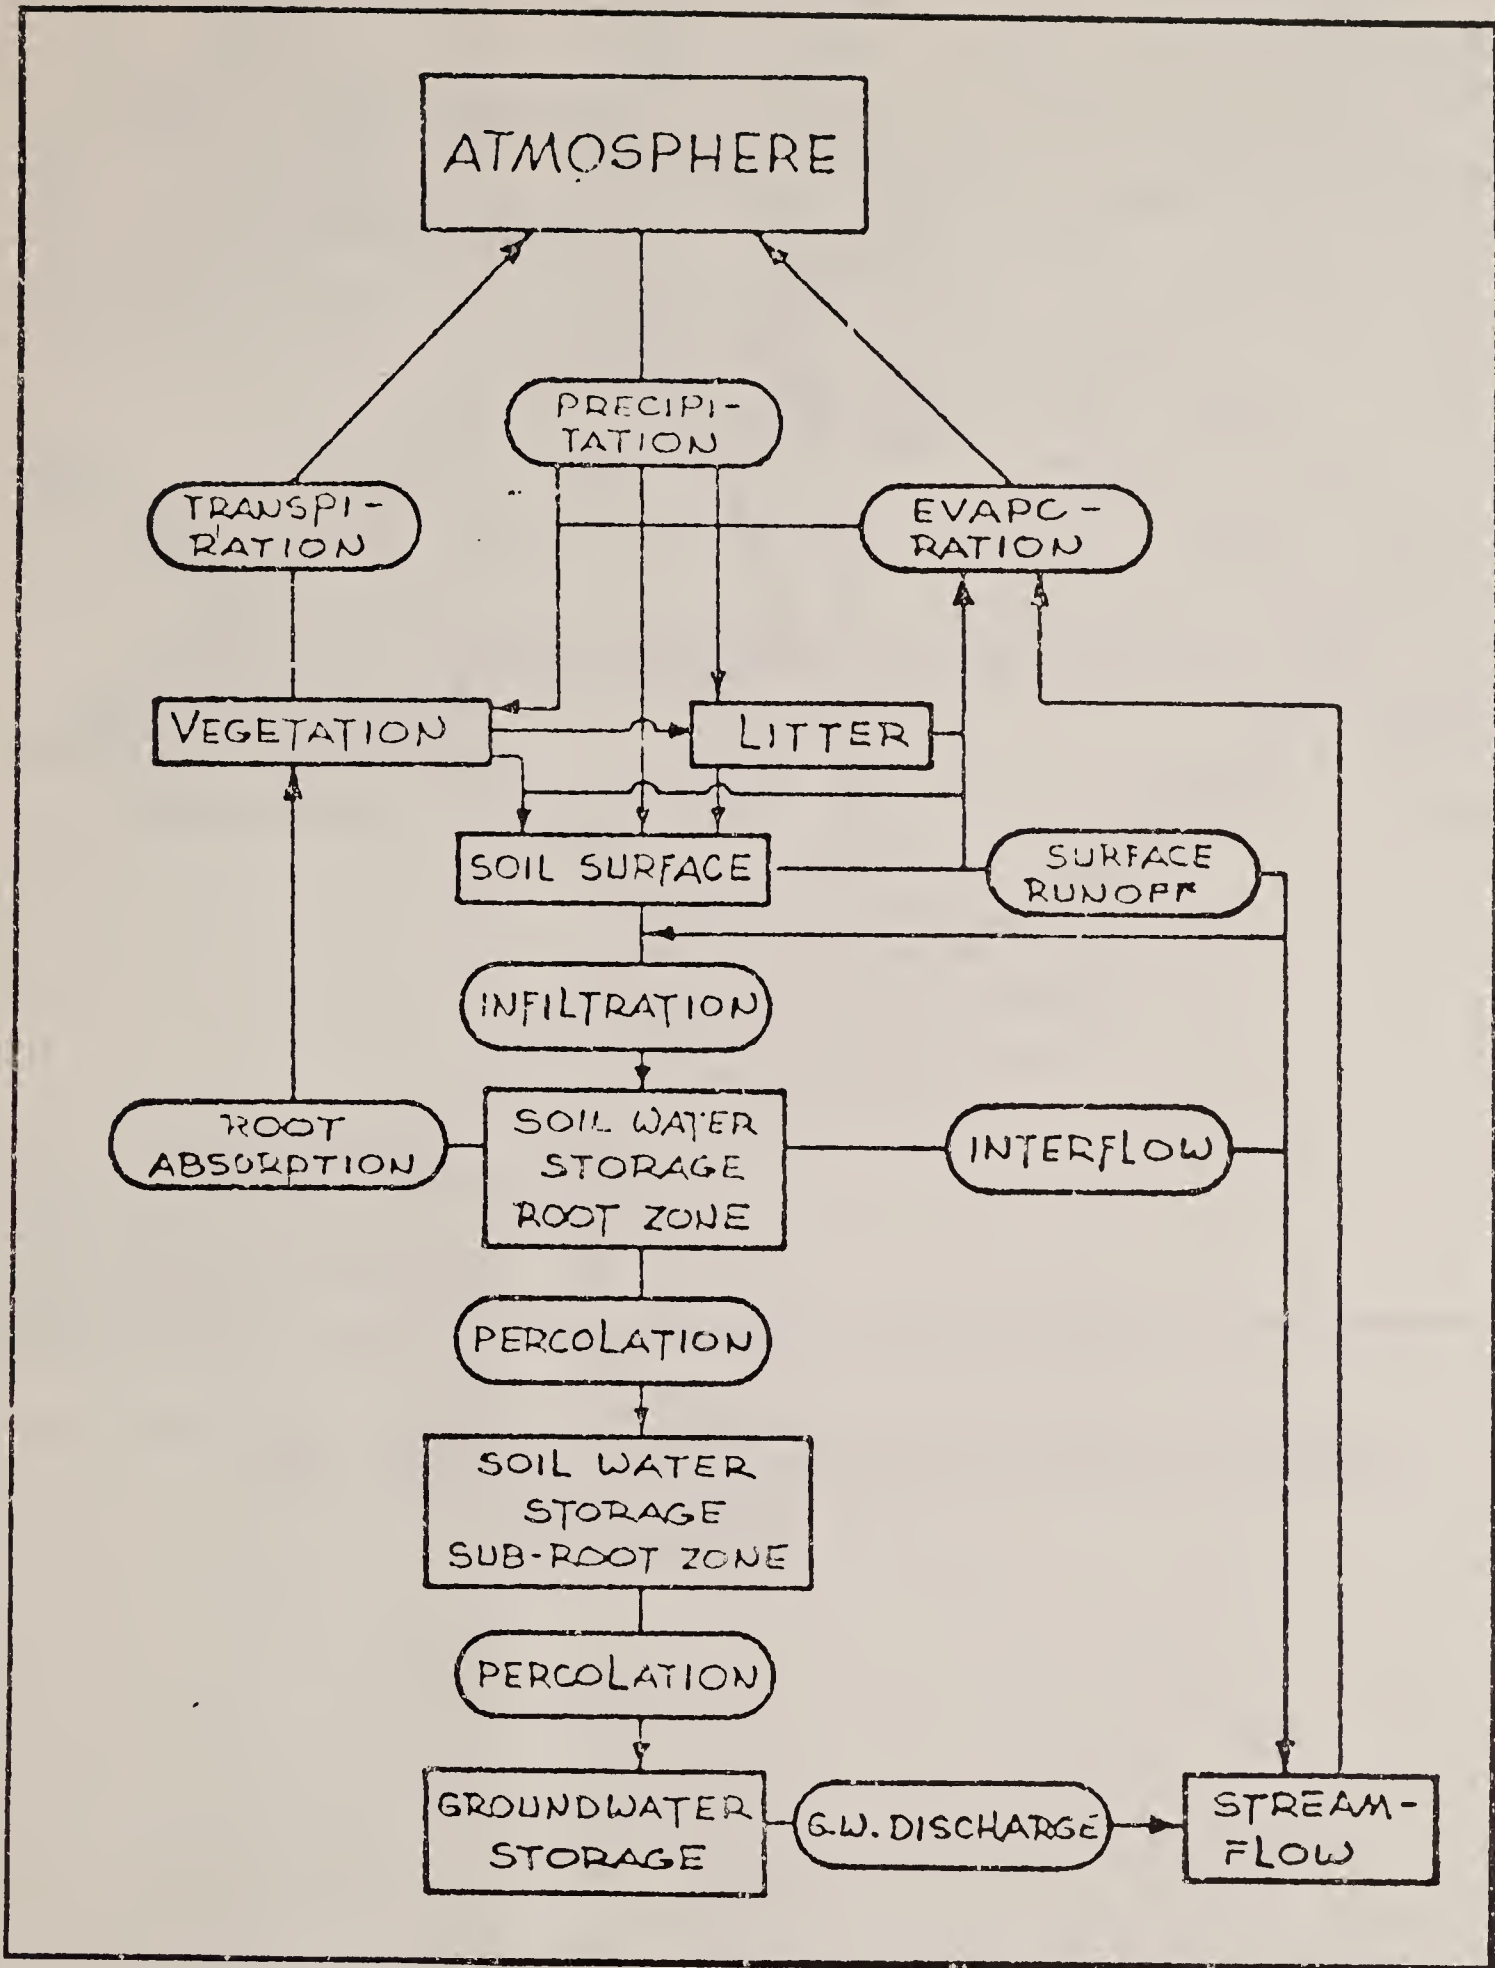 ATMOSPHERE
PRECIPI-
TATION
TRANSPI-
RATION
EVAPO-
RATION
VEGETATION
LITTER
SOIL SURFACE
SURFACE
RUNOFF
INFILTRATION
ROOT
ABSORPTION
SOIL WATER
STORAGE
ROOT ZONE
INTERFLOW
PERCOLATION
SOIL WATER
STORAGE
SUB-ROOT ZONE
PERCOLATION
GROUNDWATER
STORAGE
G.W. DISCHARGE
STREAM-
FLOW